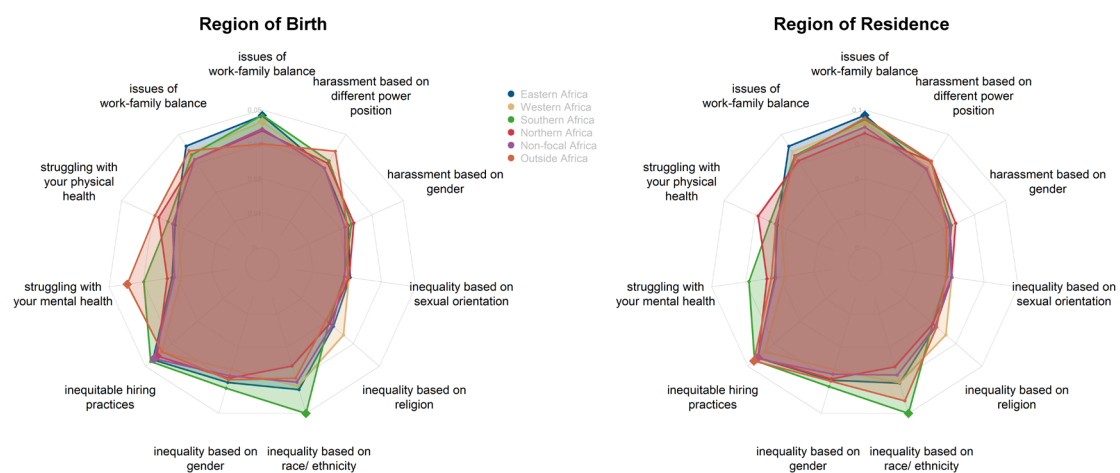 Region of Birth
issues of
work-family balance
harassment based on
different power
position
harassment based on
gender
inequality based on
sexual orientation
inequality based on
religion
inequality based on
race/ ethnicity
inequality based on
gender
inequitable hiring
practices
struggling with
your mental health
struggling with
your physical
health
issues of
work-family balance
0.05
Eastern Africa
Western Africa
Southern Africa
Northern Africa
Non-focal Africa
Outside Africa
Region of Residence
issues of
work-family balance
harassment based on
different power
position
harassment based on
gender
inequality based on
sexual orientation
inequality based on
religion
inequality based on
race/ ethnicity
inequality based on
gender
inequitable hiring
practices
struggling with
your mental health
struggling with
your physical
health
issues of
work-family balance
0.1